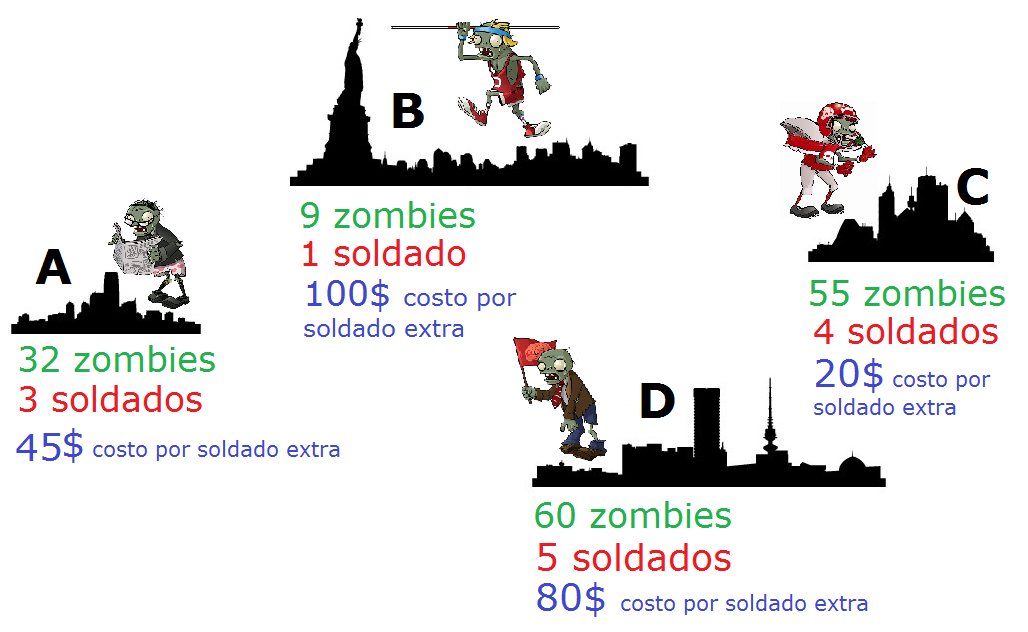 A
32 zombies
3 soldados
45$ costo por soldado extra
B
9 zombies
1 soldado
100$ costo por
soldado extra
C
55 zombies
4 soldados
20$ costo por
soldado extra
D
60 zombies
5 soldados
80$ costo por soldado extra